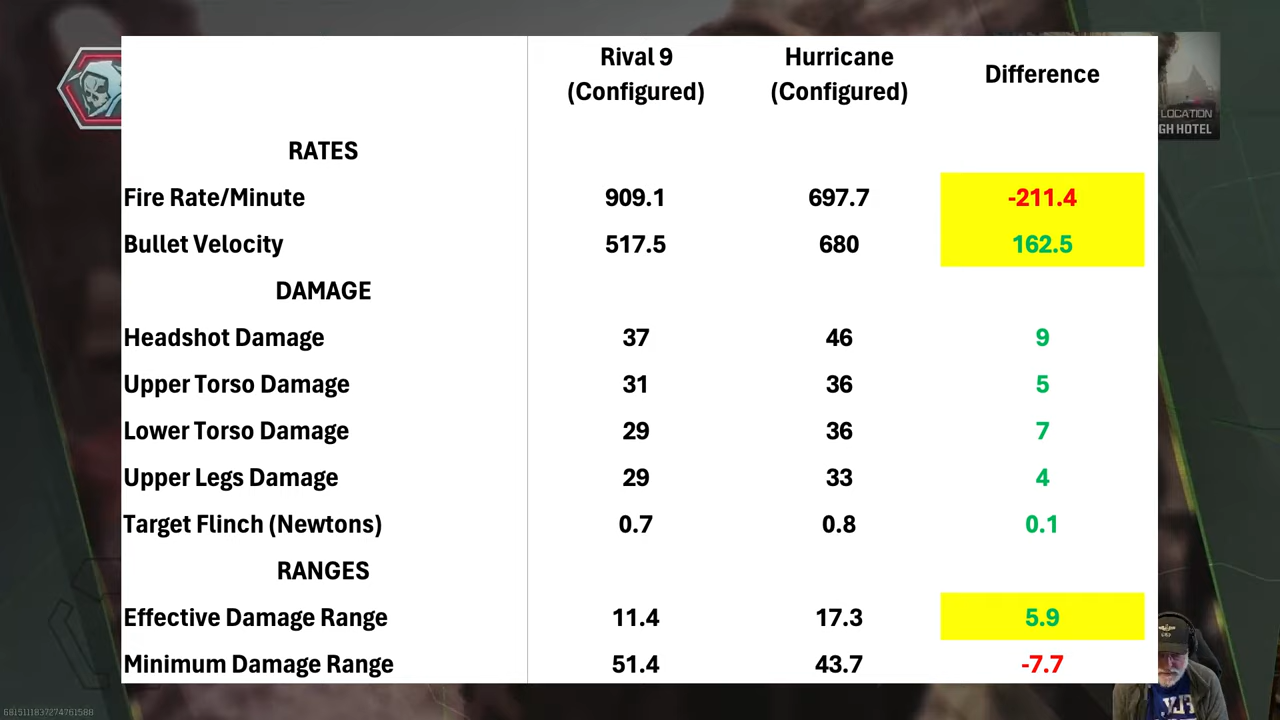 Rival 9 Hurricane Difference
(Configured) (Configured)
RATES
Fire Rate/Minute 909.1 697.7 -211.4
Bullet Velocity 517.5 680 162.5
DAMAGE
Headshot Damage 37 46 9
Upper Torso Damage 31 36 5
Lower Torso Damage 29 36 7
Upper Legs Damage 29 33 4
Target Flinch (Newtons) 0.7 0.8 0.1
RANGES
Effective Damage Range 11.4 17.3 5.9
Minimum Damage Range 51.4 43.7 -7.7
LOCATION
GH HOTEL